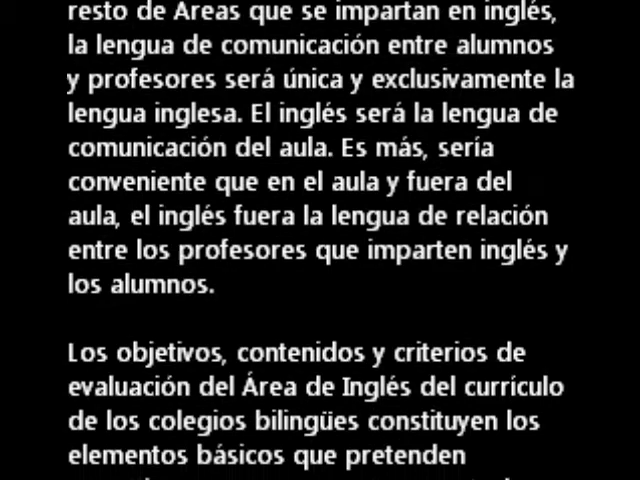 resto de Áreas que se impartan en inglés,
la lengua de comunicación entre alumnos
y profesores será única y exclusivamente la
lengua inglesa. El inglés será la lengua de
comunicación del aula. Es más, sería
conveniente que en el aula y fuera del
aula, el inglés fuera la lengua de relación
entre los profesores que imparten inglés y
los alumnos.
Los objetivos, contenidos y criterios de
evaluación del Área de Inglés del currículo
de los colegios bilingües constituyen los
elementos básicos que pretenden